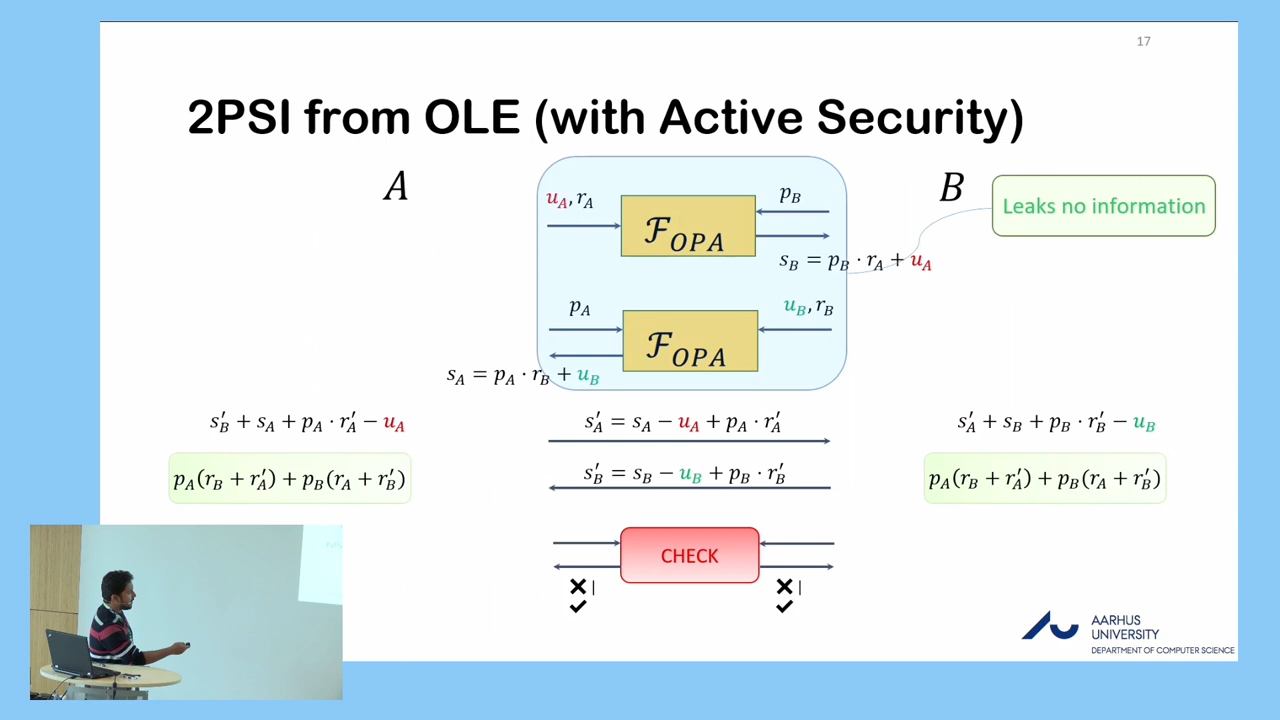 17
2PSI from OLE (with Active Security)
A
B
u_A, r_A
p_B
Leaks no information
ℱ_OPA
s_B = p_B · r_A + u_A
p_A
u_B, r_B
ℱ_OPA
s_A = p_A · r_B + u_B
s'_B + s_A + p_A · r'_A − u_A
s'_A = s_A − u_A + p_A · r'_A
s'_A + s_B + p_B · r'_B − u_B
p_A(r_B + r'_A) + p_B(r_A + r'_B)
s'_B = s_B − u_B + p_B · r'_B
p_A(r_B + r'_A) + p_B(r_A + r'_B)
CHECK
✕ |
✕ |
✓
✓
AARHUS
UNIVERSITY
DEPARTMENT OF COMPUTER SCIENCE